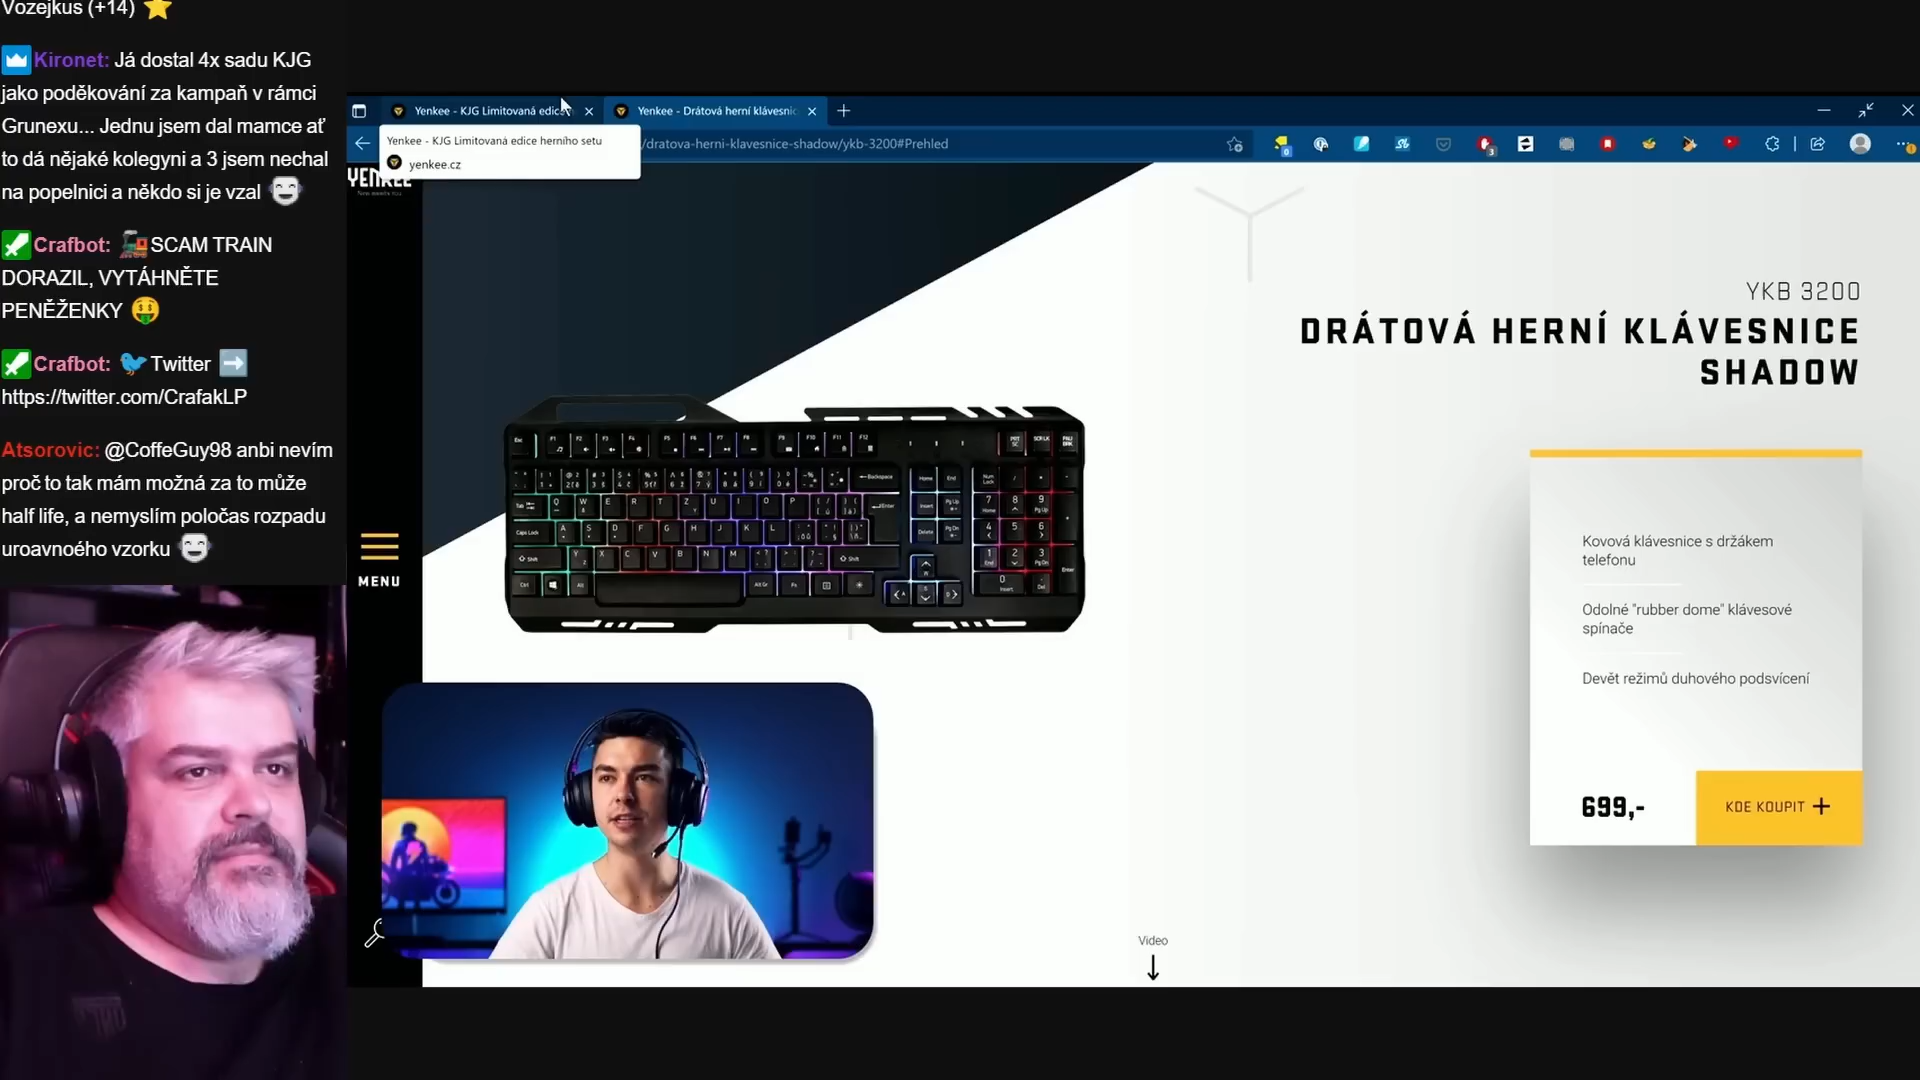 Vozejkus (+14)
Kironet: Já dostal 4x sadu KJG
jako poděkování za kampaň v rámci
Grunexu... Jednu jsem dal mamce ať
to dá nějaké kolegyni a 3 jsem nechal
na popelnici a někdo si je vzal
Crafbot: SCAM TRAIN
DORAZIL, VYTÁHNĚTE
PENĚŽENKY
Crafbot: Twitter
https://twitter.com/CrafakLP
Atsorovic: @CoffeGuy98 anbi nevím
proč to tak mám možná za to může
half life, a nemyslím poločas rozpadu
uroavnoého vzorku
Yenkee - KJG Limitovaná edice
Yenkee - Drátová herní klávesnic
Yenkee - KJG Limitovaná edice herního setu
yenkee.cz
/dratova-herni-klavesnice-shadow/ykb-3200#Prehled
YENKEE
MENU
YKB 3200
DRÁTOVÁ HERNÍ KLÁVESNICE
SHADOW
Kovová klávesnice s držákem
telefonu
Odolné "rubber dome" klávesové
spínače
Devět režimů duhového podsvícení
699,-
KDE KOUPIT +
Video